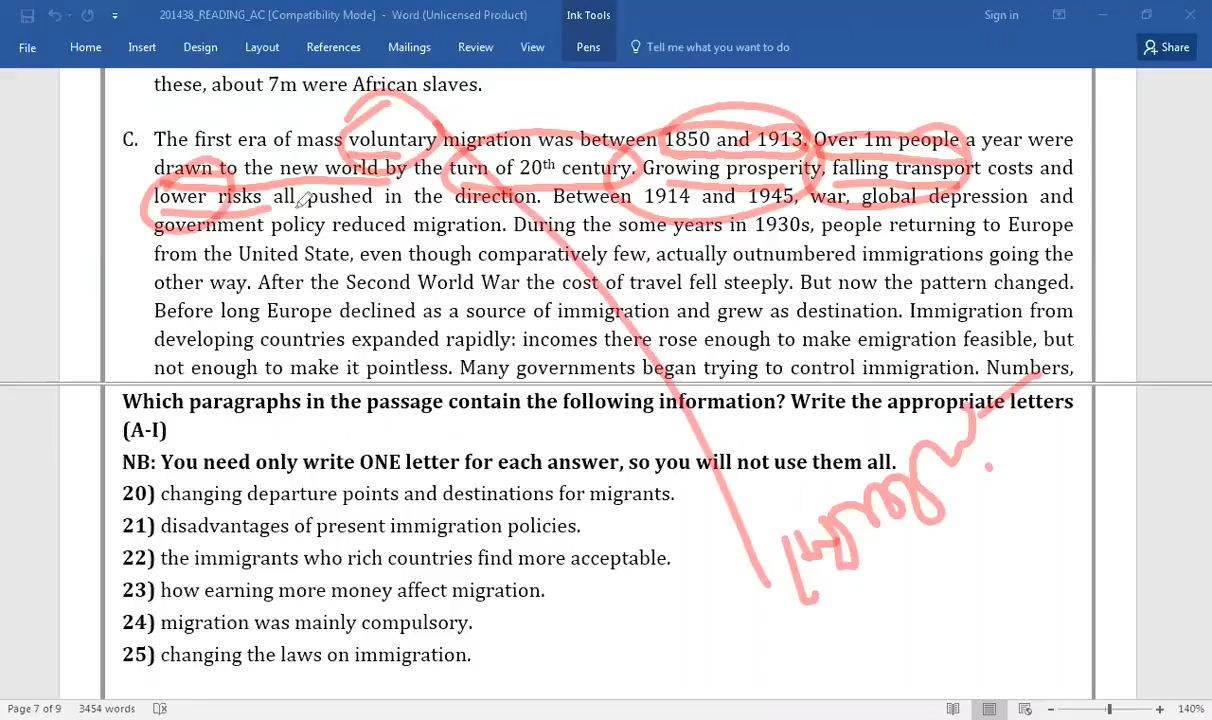 201438_READING_AC [Compatibility Mode] - Word (Unlicensed Product)
Ink Tools
Sign in
File
Home
Insert
Design
Layout
References
Mailings
Review
View
Pens
Tell me what you want to do
Share
these, about 7m were African slaves.
C. The first era of mass voluntary migration was between 1850 and 1913. Over 1m people a year were
drawn to the new world by the turn of 20th century. Growing prosperity, falling transport costs and
lower risks all pushed in the direction. Between 1914 and 1945, war, global depression and
government policy reduced migration. During the some years in 1930s, people returning to Europe
from the United State, even though comparatively few, actually outnumbered immigrations going the
other way. After the Second World War the cost of travel fell steeply. But now the pattern changed.
Before long Europe declined as a source of immigration and grew as destination. Immigration from
developing countries expanded rapidly: incomes there rose enough to make emigration feasible, but
not enough to make it pointless. Many governments began trying to control immigration. Numbers,
Which paragraphs in the passage contain the following information? Write the appropriate letters
(A-I)
NB: You need only write ONE letter for each answer, so you will not use them all.
20) changing departure points and destinations for migrants.
21) disadvantages of present immigration policies.
22) the immigrants who rich countries find more acceptable.
23) how earning more money affect migration.
24) migration was mainly compulsory.
25) changing the laws on immigration.
Page 7 of 9
3454 words
140%